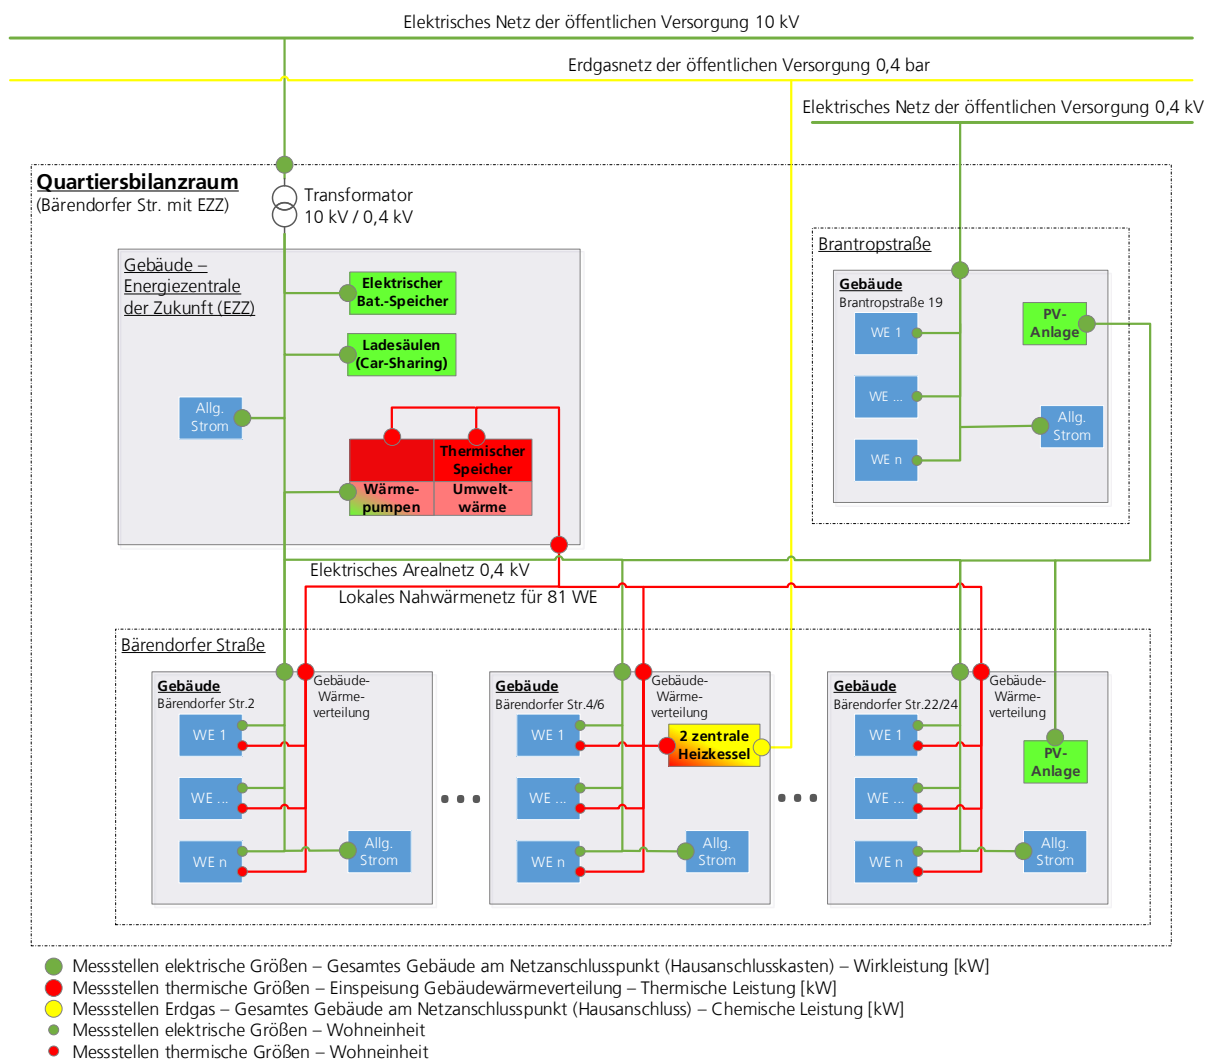 Elektrisches Netz der öffentlichen Versorgung 10 kV
Erdgasnetz der öffentlichen Versorgung 0,4 bar
Elektrisches Netz der öffentlichen Versorgung 0,4 kV
Quartiersbilanzraum
(Bärendorfer Str. mit EZZ)
Transformator
10 kV / 0,4 kV
Gebäude –
Energiezentrale
der Zukunft (EZZ)
Elektrischer
Bat.-Speicher
Ladesäulen
(Car-Sharing)
Allg.
Strom
Thermischer
Speicher
Wärme-
pumpen
Umwelt-
wärme
Brantropstraße
Gebäude
Brantropstraße 19
WE 1
WE ...
WE n
PV-
Anlage
Allg.
Strom
Elektrisches Arealnetz 0,4 kV
Lokales Nahwärmenetz für 81 WE
Bärendorfer Straße
Gebäude
Bärendorfer Str.2
Gebäude-
Wärme-
verteilung
WE 1
WE ...
WE n
Allg.
Strom
Gebäude
Bärendorfer Str.4/6
Gebäude-
Wärme-
verteilung
WE 1
WE ...
WE n
2 zentrale
Heizkessel
Allg.
Strom
Gebäude
Bärendorfer Str.22/24
Gebäude-
Wärme-
verteilung
WE 1
WE ...
WE n
PV-
Anlage
Allg.
Strom
Messstellen elektrische Größen – Gesamtes Gebäude am Netzanschlusspunkt (Hausanschlusskasten) – Wirkleistung [kW]
Messstellen thermische Größen – Einspeisung Gebäudewärmeverteilung – Thermische Leistung [kW]
Messstellen Erdgas – Gesamtes Gebäude am Netzanschlusspunkt (Hausanschluss) – Chemische Leistung [kW]
Messstellen elektrische Größen – Wohneinheit
Messstellen thermische Größen – Wohneinheit